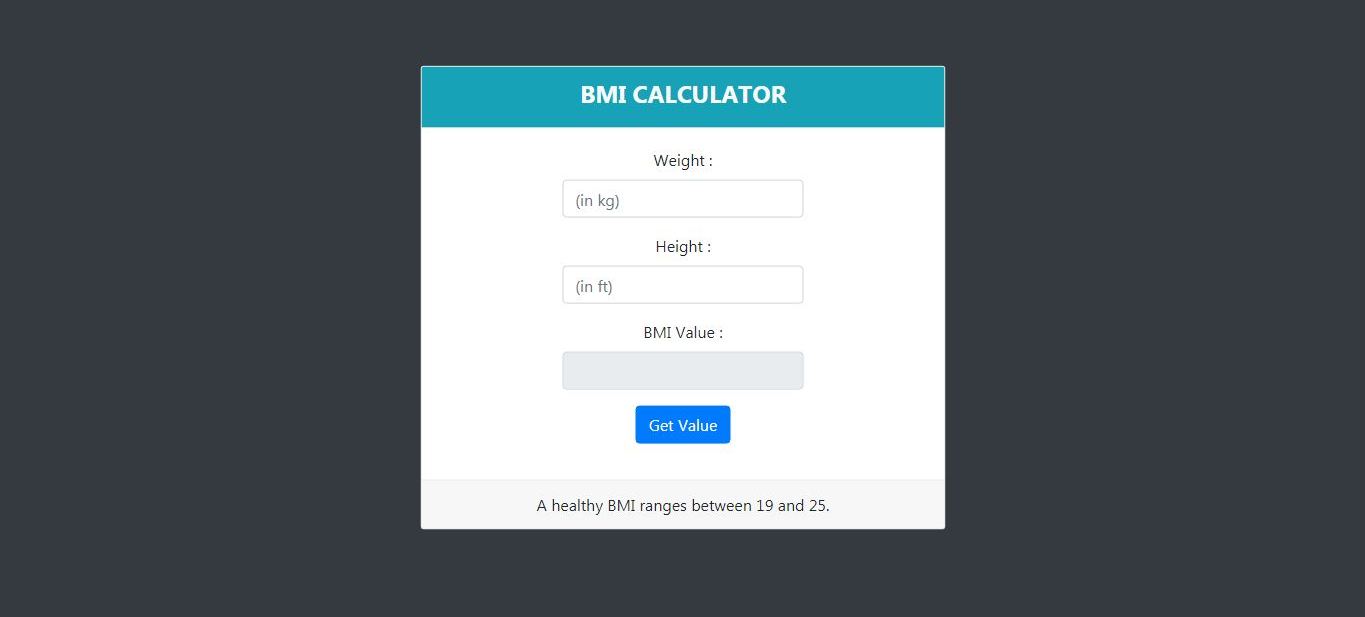 BMI CALCULATOR
Weight :
(in kg)
Height :
(in ft)
BMI Value :
Get Value
A healthy BMI ranges between 19 and 25.